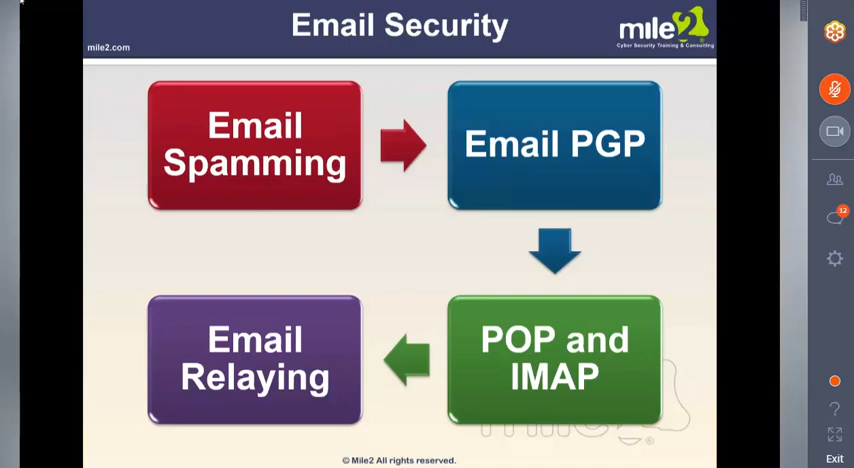 Email Security
mile2
Cyber Security Training & Consulting
mile2.com
Email
Spamming
Email PGP
POP and
IMAP
Email
Relaying
®
© Mile2 All rights reserved.
12
?
Exit